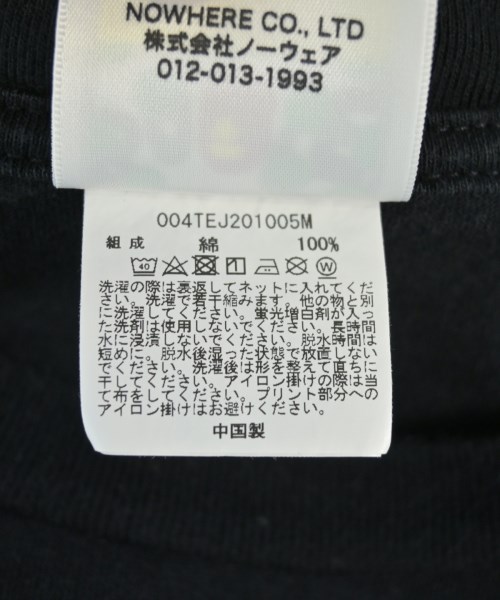 NOWHERE CO., LTD
株式会社ノーウェア
012-013-1993
004TEJ201005M
組成 綿 100%
40 W
洗濯の際は裏返してネットに入れてくだ
さい。洗濯で若干縮みます。他の物と別
に洗濯してください。蛍光増白剤が入っ
た洗剤は使用しないでください。長時間
水に浸漬しないでください。脱水時間は
短めに。脱水後湿った状態で放置しない
でください。洗濯後は形を整えて直ちに
干してください。アイロン掛けの際は当
て布をしてください。プリント部分への
アイロン掛けはお避けください。
中国製